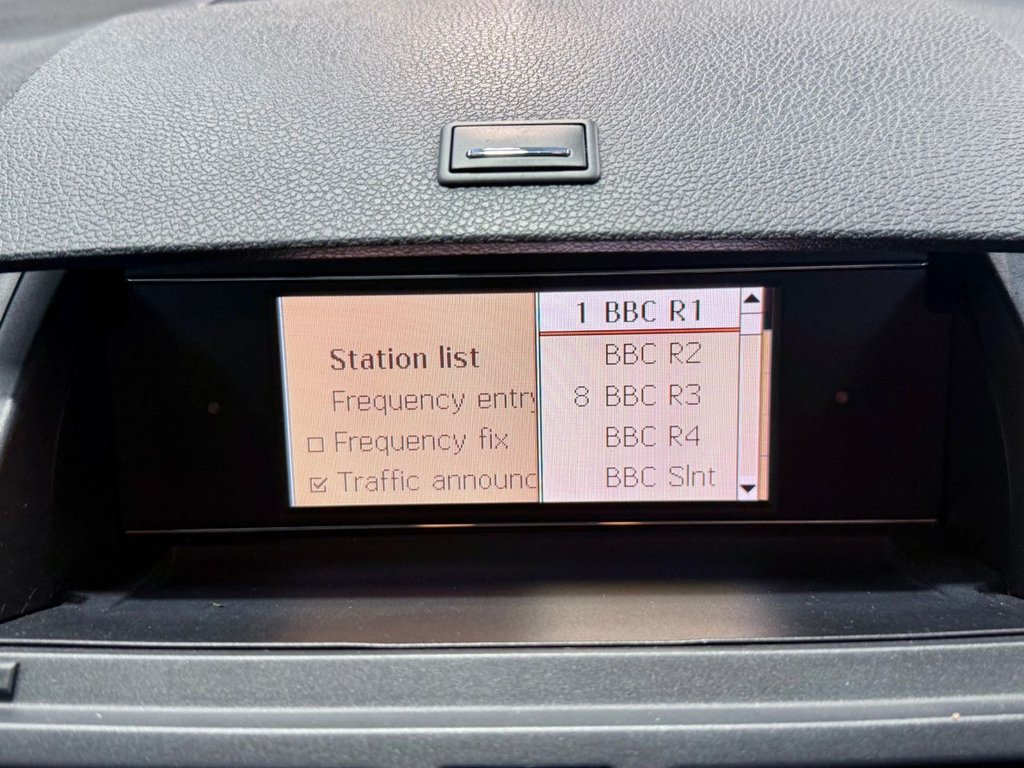 Station list
Frequency entry
Frequency fix
Traffic announc
1 BBC R1
BBC R2
8 BBC R3
BBC R4
BBC Slnt